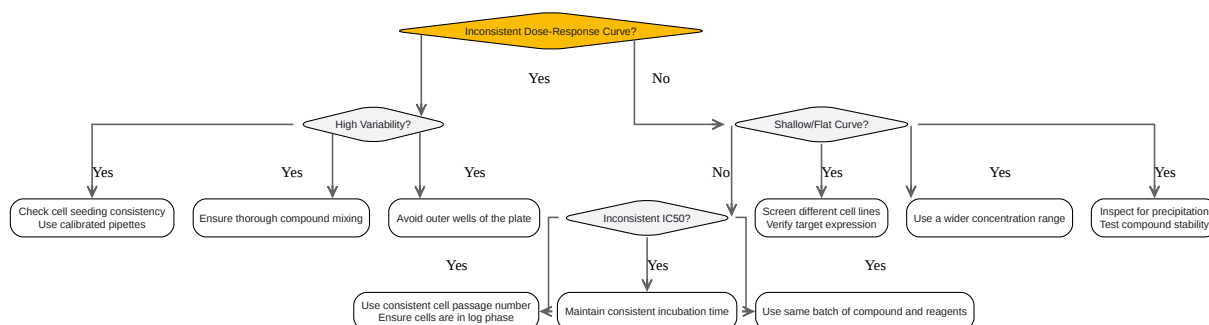 Inconsistent Dose-Response Curve?
Yes
No
High Variability?
Shallow/Flat Curve?
Yes
Yes
Yes
No
Yes
Yes
Yes
Check cell seeding consistency
Use calibrated pipettes
Ensure thorough compound mixing
Avoid outer wells of the plate
Inconsistent IC50?
Screen different cell lines
Verify target expression
Use a wider concentration range
Inspect for precipitation
Test compound stability
Yes
Yes
Yes
Use consistent cell passage number
Ensure cells are in log phase
Maintain consistent incubation time
Use same batch of compound and reagents